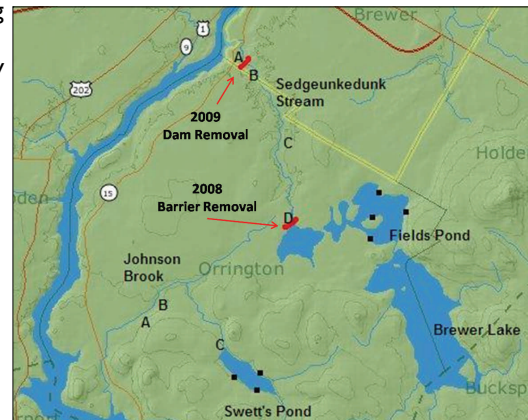 g
y
Brewer
1
9
202
A
B
Sedgeunkedunk
Stream
2009
Dam Removal
C
Holde
15
den
2008
Barrier Removal
D
Fields Pond
Johnson
Brook
Orrington
B
A
C
Brewer Lake
Bucksp
Swett's Pond